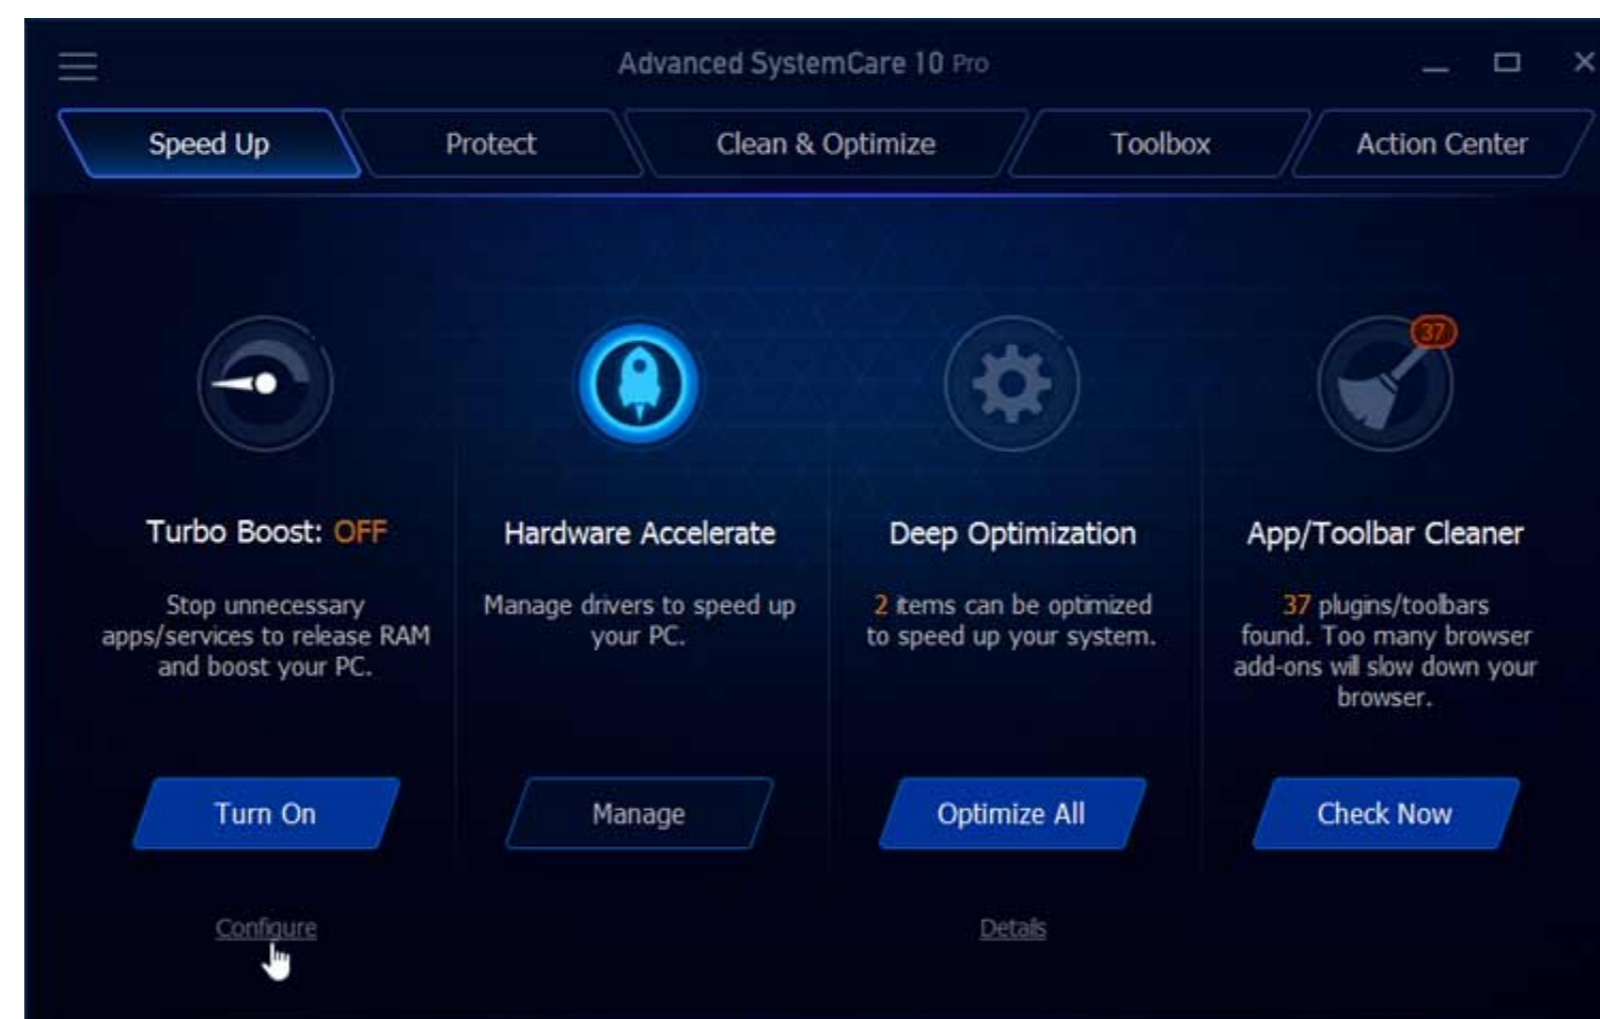 Advanced SystemCare 10 Pro
Speed Up
Protect
Clean & Optimize
Toolbox
Action Center
37
Turbo Boost: OFF
Stop unnecessary
apps/services to release RAM
and boost your PC.
Turn On
Configure
Hardware Accelerate
Manage drivers to speed up
your PC.
Manage
Deep Optimization
2 items can be optimized
to speed up your system.
Optimize All
Details
App/Toolbar Cleaner
37 plugins/toolbars
found. Too many browser
add-ons will slow down your
browser.
Check Now